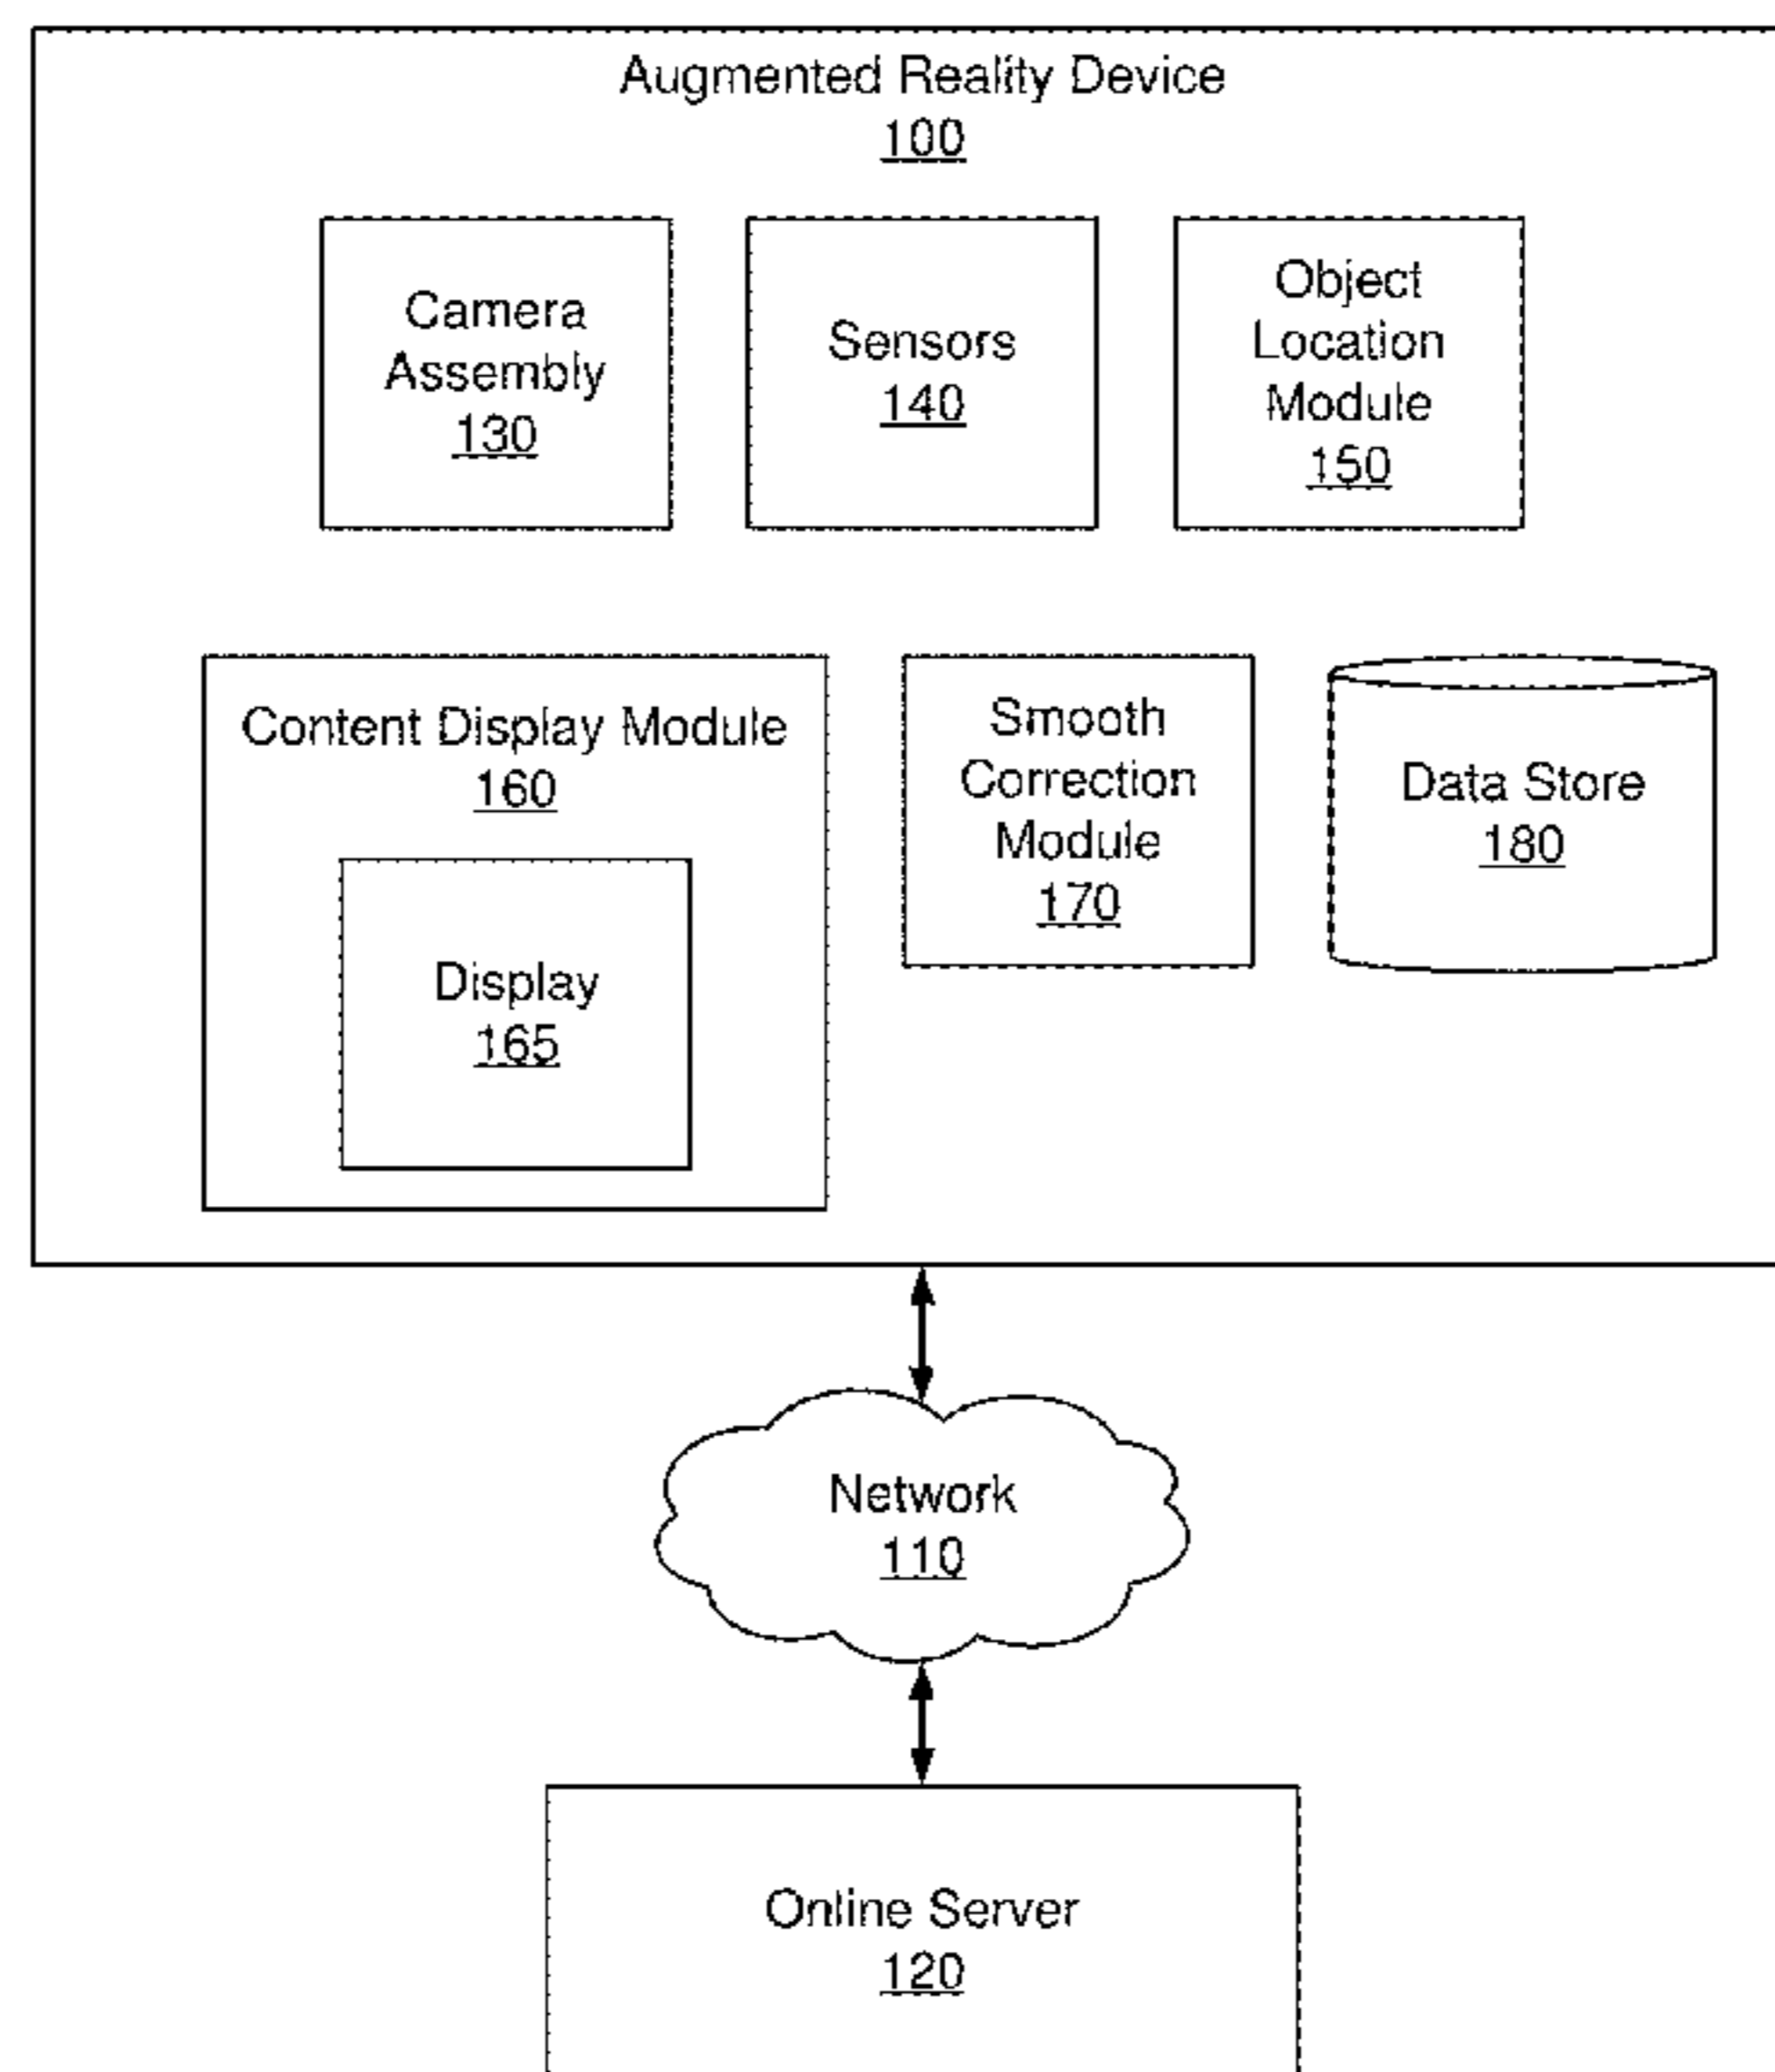 Augmented Reality Device
100
Camera
Assembly
130
Sensors
140
Object
Location
Module
150
Content Display Module
160
Display
165
Smooth
Correction
Module
170
Data Store
180
Network
110
Online Server
120